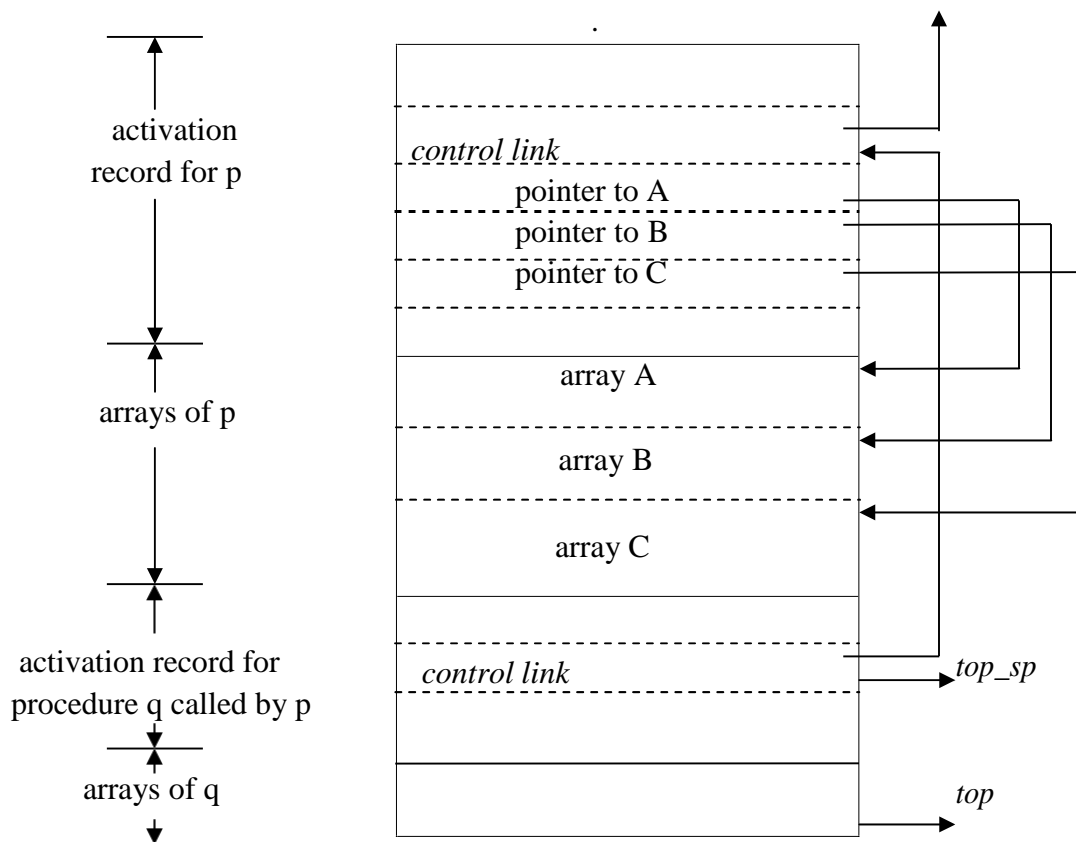 .
activation
record for p
control link
pointer to A
pointer to B
pointer to C
array A
arrays of p
array B
array C
activation record for
procedure q called by p
control link
top_sp
arrays of q
top